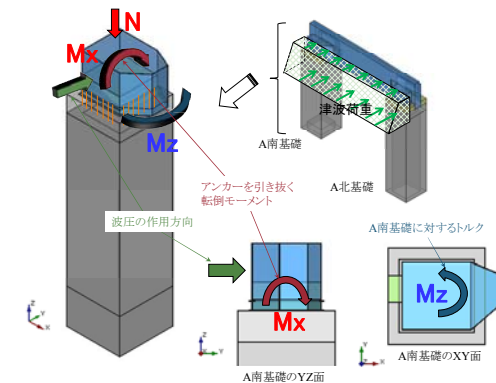 N
Mx
Mz
津波荷重
A南基礎
A北基礎
アンカーを引き抜く
転倒モーメント
波圧の作用方向
A南基礎に対するトルク
Mx
Mz
Z
Y
X
Z
Y
X
Z
Y
Y
X
A南基礎のYZ面
A南基礎のXY面